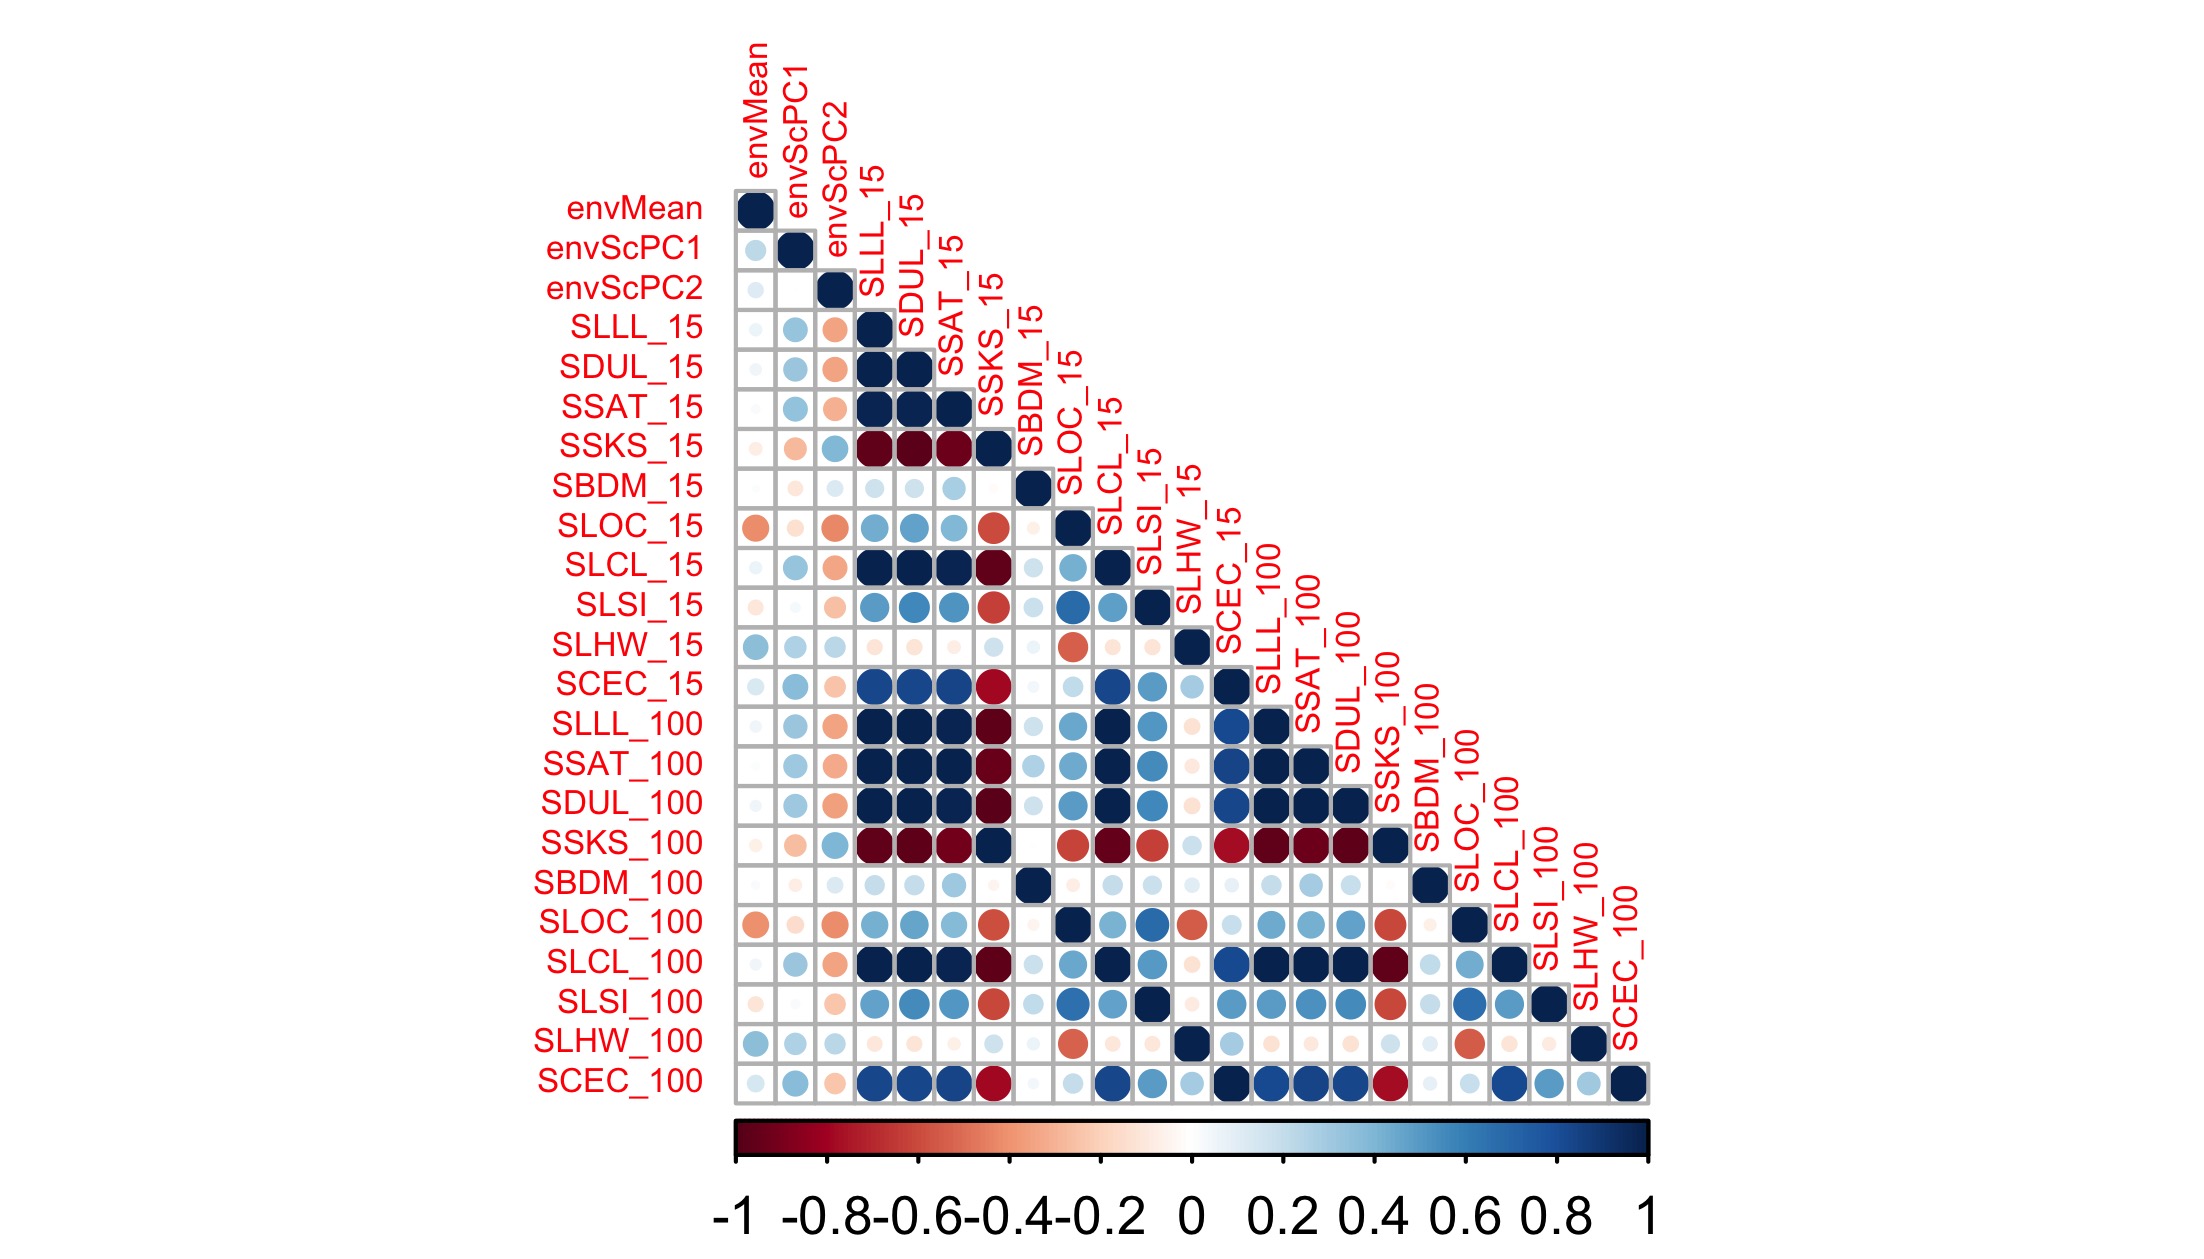 envMean
envScPC1
envScPC2
SLLL_15
SDUL_15
SSAT_15
SSKS_15
SBDM_15
SLOC_15
SLCL_15
SLSI_15
SLHW_15
SCEC_15
SLLL_100
SSAT_100
SDUL_100
SSKS_100
SBDM_100
SLOC_100
SLCL_100
SLSI_100
SLHW_100
SCEC_100
envMean
envScPC1
envScPC2
SLLL_15
SDUL_15
SSAT_15
SSKS_15
SBDM_15
SLOC_15
SLCL_15
SLSI_15
SLHW_15
SCEC_15
SLLL_100
SSAT_100
SDUL_100
SSKS_100
SBDM_100
SLOC_100
SLCL_100
SLSI_100
SLHW_100
SCEC_100
-1 -0.8 -0.6 -0.4 -0.2 0 0.2 0.4 0.6 0.8 1